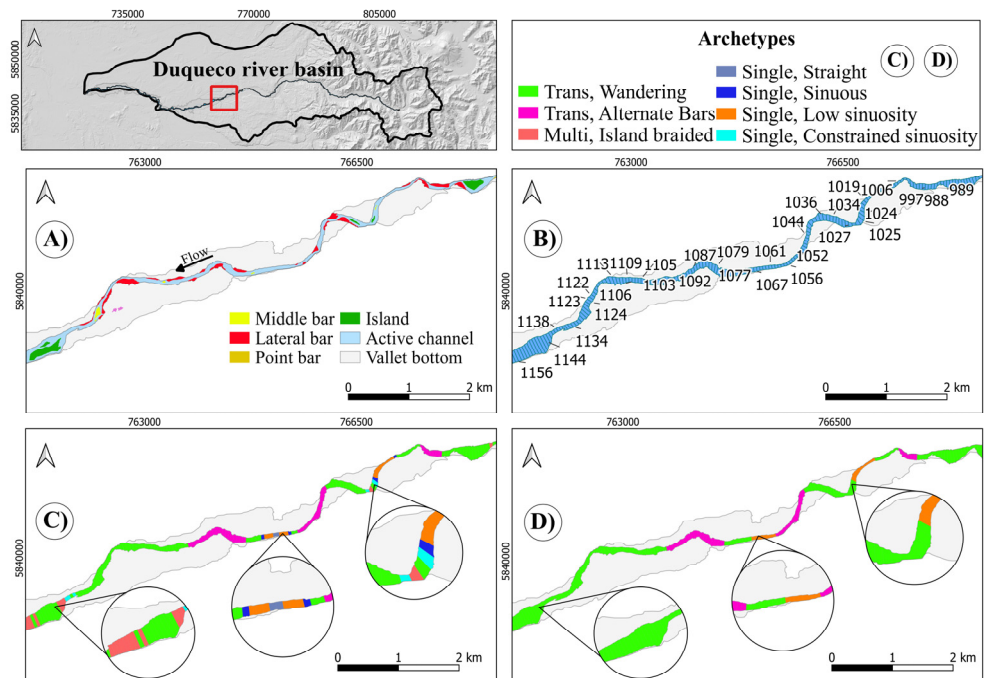 735000 770000 805000
5850000
5835000
Duqueco river basin
Archetypes
C) D)
Trans, Wandering
Trans, Alternate Bars
Multi, Island braided
Single, Straight
Single, Sinuous
Single, Low sinuosity
Single, Constrained sinuosity
763000 766500
A)
Flow
5840000
Middle bar
Lateral bar
Point bar
Island
Active channel
Vallet bottom
0 1 2 km
763000 766500
B)
5840000
1019 1006 989
997 988
1036 1034 1024
1044 1027 1025
1052
1056
1061
1067
1079
1087
1077
1092
1105
1103
1109
1113
1106
1122
1123
1124
1138
1134
1144
1156
0 1 2 km
763000 766500
C)
5840000
0 1 2 km
763000 766500
D)
5840000
0 1 2 km